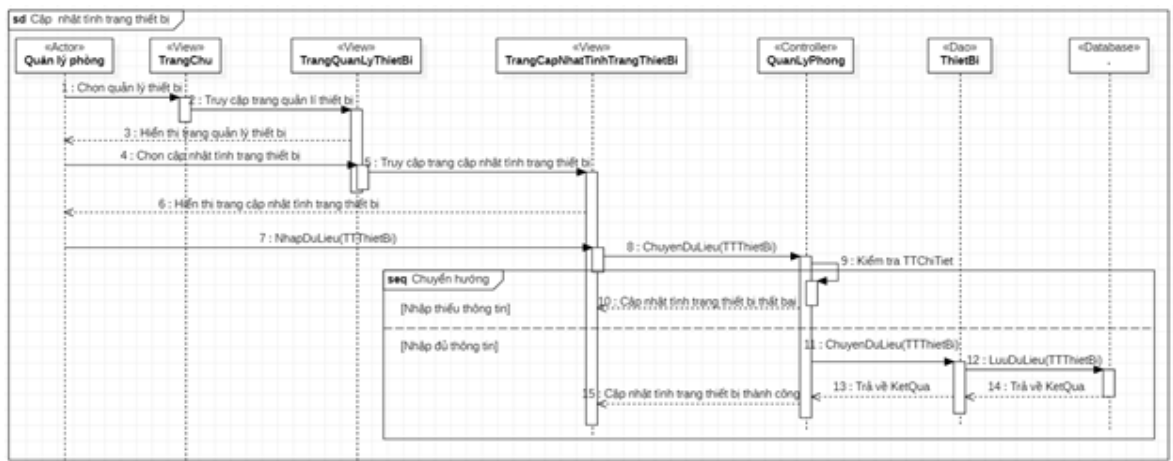 sd Cập nhật tình trạng thiết bị
«Actor»
Quản lý phòng
«View»
TrangChu
«View»
TrangQuanLyThietBi
«View»
TrangCapNhatTinhTrangThietBi
«Controller»
QuanLyPhong
«Dao»
ThietBi
«Database»
.
1 : Chọn quản lý thiết bị
2 : Truy cập trang quản lí thiết bị
3 : Hiển thị trang quản lý thiết bị
4 : Chọn cập nhật tình trạng thiết bị
5 : Truy cập trang cập nhật tình trạng thiết bị
6 : Hiển thị trang cập nhật tình trạng thiết bị
7 : NhapDuLieu(TTThietBi)
8 : ChuyenDuLieu(TTThietBi)
9 : Kiểm tra TTChiTiet
seq Chuyển hướng
[Nhập thiếu thông tin]
10 : Cập nhật tình trạng thiết bị thất bại
[Nhập đủ thông tin]
11 : ChuyenDuLieu(TTThietBi)
12 : LuuDuLieu(TTThietBi)
13 : Trả về KetQua
14 : Trả về KetQua
15 : Cập nhật tình trạng thiết bị thành công